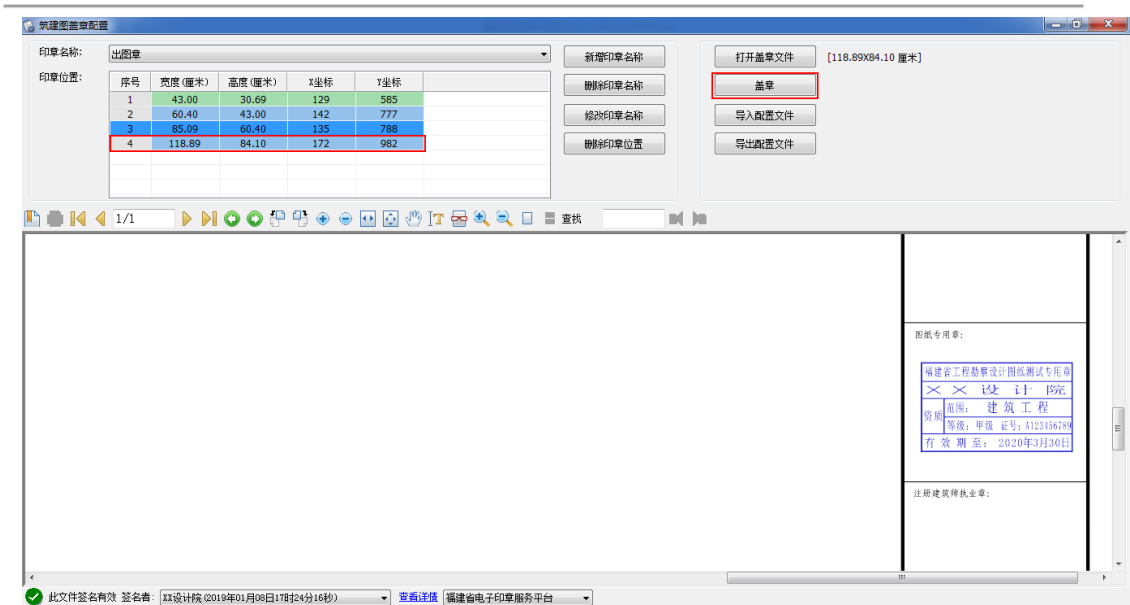 筑建图盖章配置
印章名称: 出图章 新增印章名称 打开盖章文件 [118.89X84.10 厘米]
印章位置: 删除印章名称 盖章
序号 宽度(厘米) 高度(厘米) X坐标 Y坐标
1 43.00 30.69 129 585
2 60.40 43.00 142 777 修改印章名称 导入配置文件
3 85.09 60.40 135 788
4 118.89 84.10 172 982 删除印章位置 导出配置文件
1/1 查找
图纸专用章:
福建省工程勘察设计图纸测试专用章
××设计院
资质 范围: 建筑工程
等级: 甲级 证号: A123456789
有效期至: 2020年3月30日
注册建筑师执业章:
此文件签名有效 签名者: XX设计院(2019年01月08日17时24分16秒) 查看详情 福建省电子印章服务平台